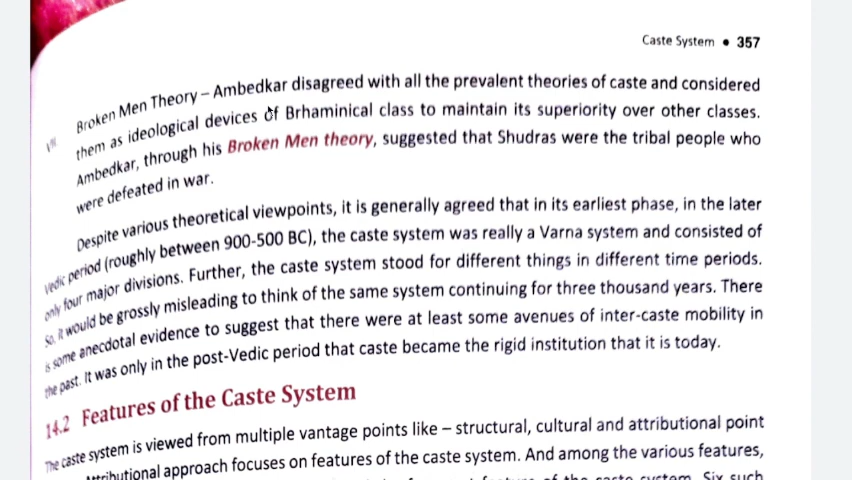 Caste System • 357
VII. Broken Men Theory – Ambedkar disagreed with all the prevalent theories of caste and considered
them as ideological devices of Brhaminical class to maintain its superiority over other classes.
Ambedkar, through his Broken Men theory, suggested that Shudras were the tribal people who
were defeated in war.
Despite various theoretical viewpoints, it is generally agreed that in its earliest phase, in the later
Vedic period (roughly between 900-500 BC), the caste system was really a Varna system and consisted of
only four major divisions. Further, the caste system stood for different things in different time periods.
So, it would be grossly misleading to think of the same system continuing for three thousand years. There
is some anecdotal evidence to suggest that there were at least some avenues of inter-caste mobility in
the past. It was only in the post-Vedic period that caste became the rigid institution that it is today.
14.2 Features of the Caste System
The caste system is viewed from multiple vantage points like – structural, cultural and attributional point
approach focuses on features of the caste system. And among the various features,
of the caste system. Six such